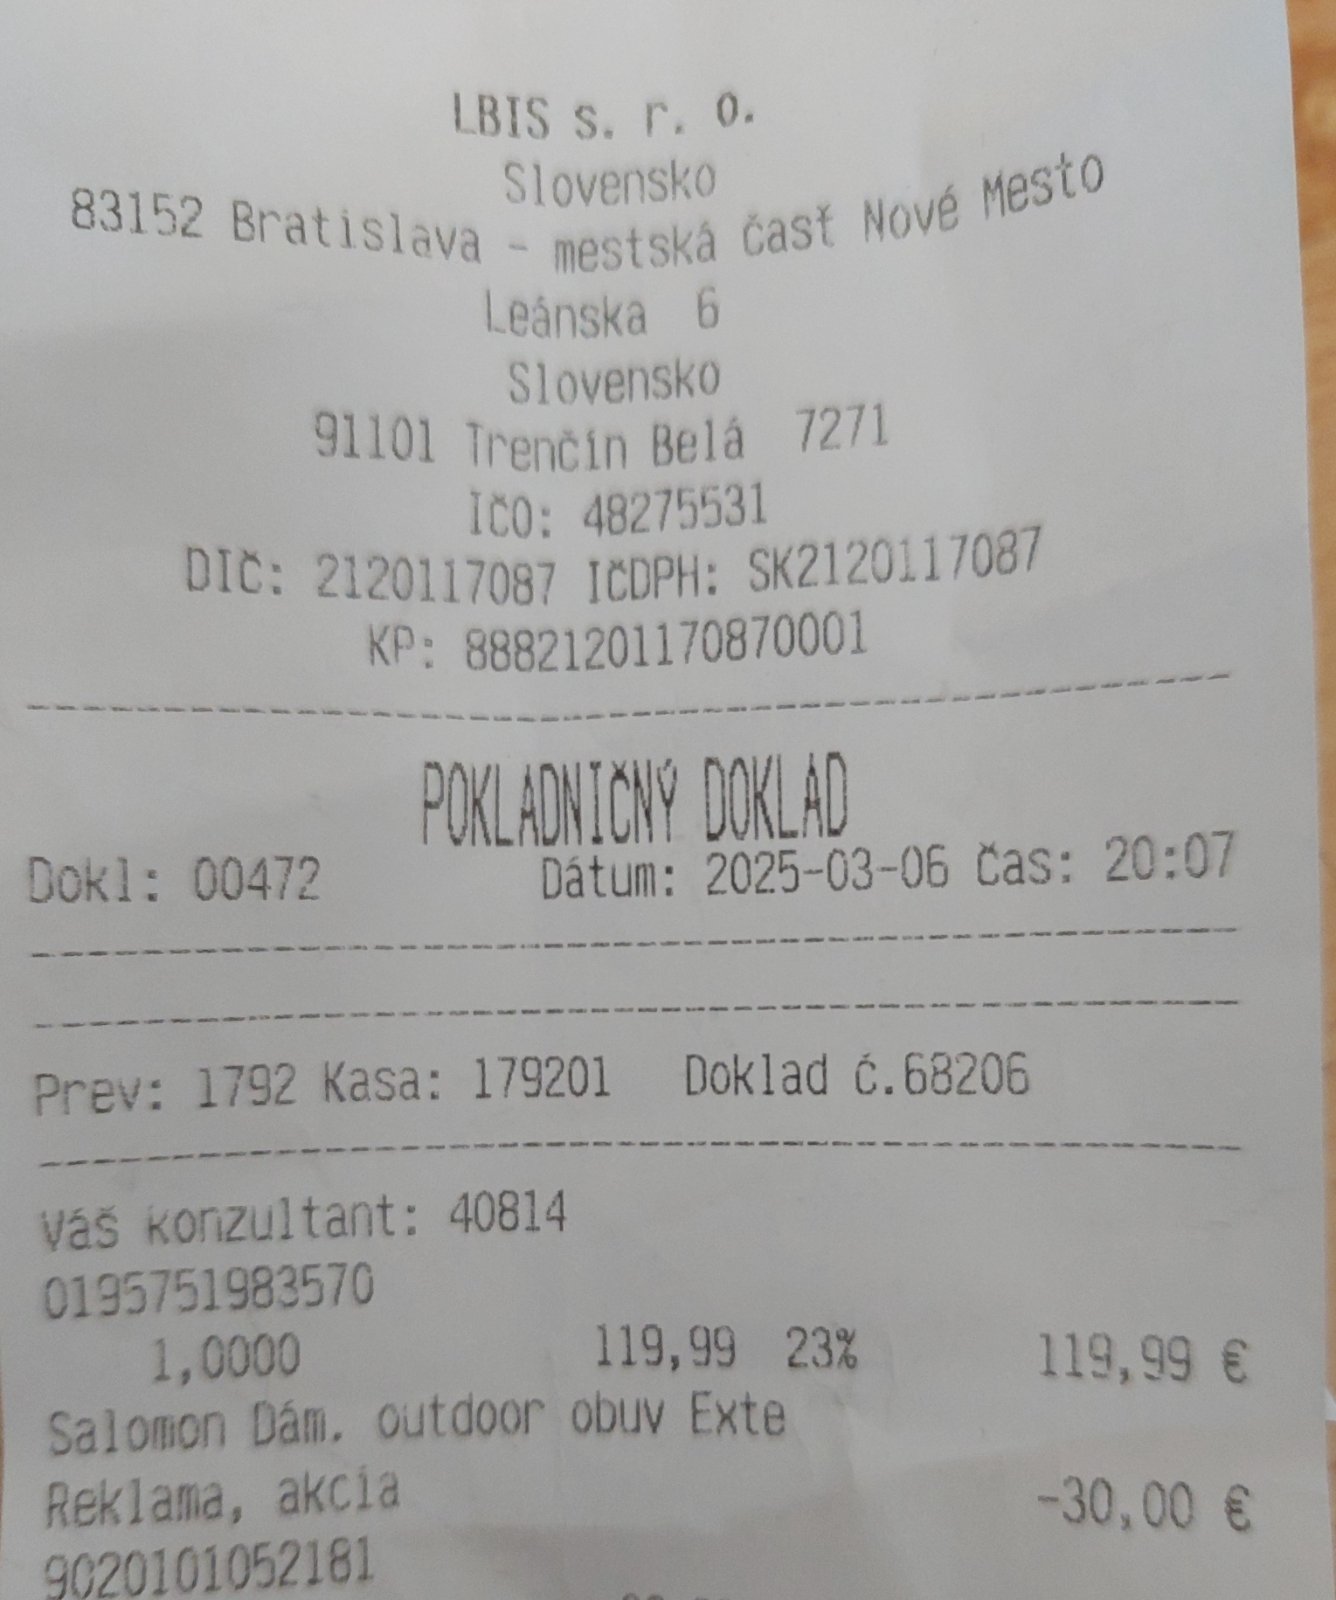 LBIS s. r. o.
Slovensko
83152 Bratislava - mestská časť Nové Mesto
Leánska 6
Slovensko
91101 Trenčín Belá 7271
IČO: 48275531
DIČ: 2120117087 IČDPH: SK2120117087
KP: 88821201170870001
POKLADNIČNÝ DOKLAD
Dokl: 00472 Dátum: 2025-03-06 Čas: 20:07
Prev: 1792 Kasa: 179201 Doklad č.68206
Váš konzultant: 40814
0195751983570
1,0000 119,99 23% 119,99 €
Salomon Dám. outdoor obuv Exte
Reklama, akcia -30,00 €
9020101052181